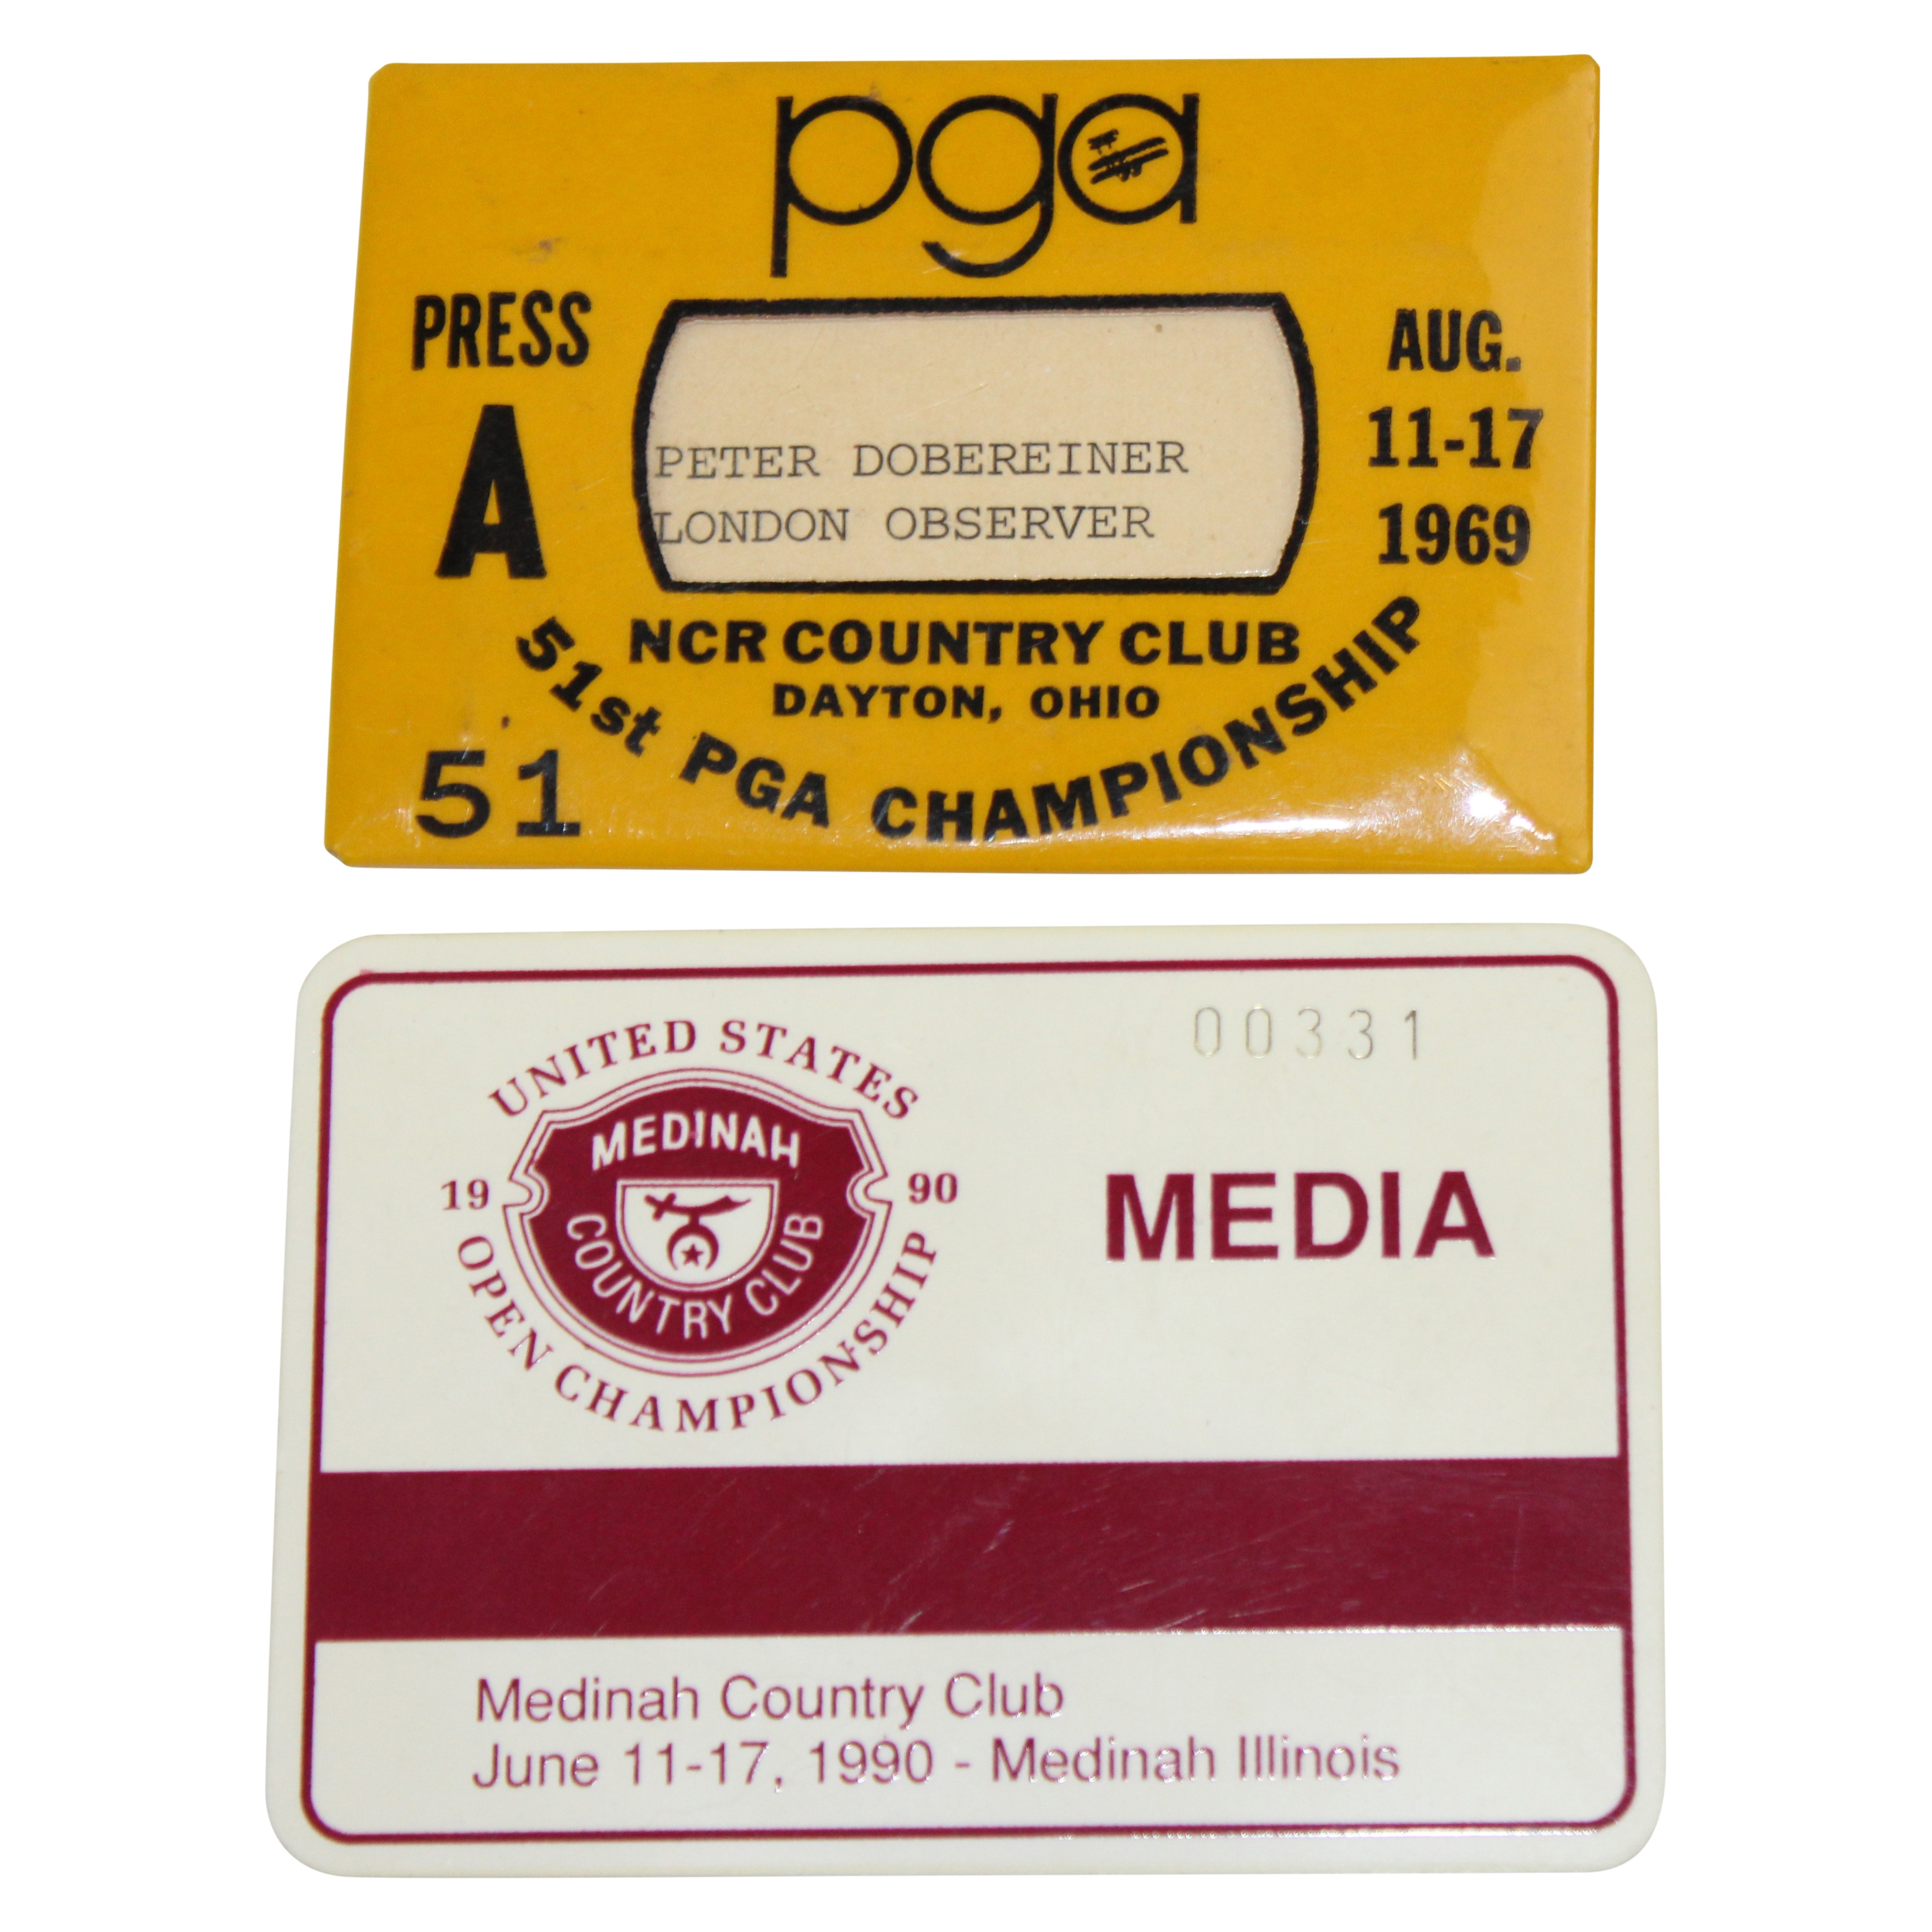 pga
PRESS
A
AUG.
11-17
1969
PETER DOBEREINER
LONDON OBSERVER
NCR COUNTRY CLUB
DAYTON, OHIO
51st PGA CHAMPIONSHIP
51
00331
UNITED STATES
MEDINAH
COUNTRY CLUB
19 90
OPEN CHAMPIONSHIP
MEDIA
Medinah Country Club
June 11-17, 1990 - Medinah Illinois